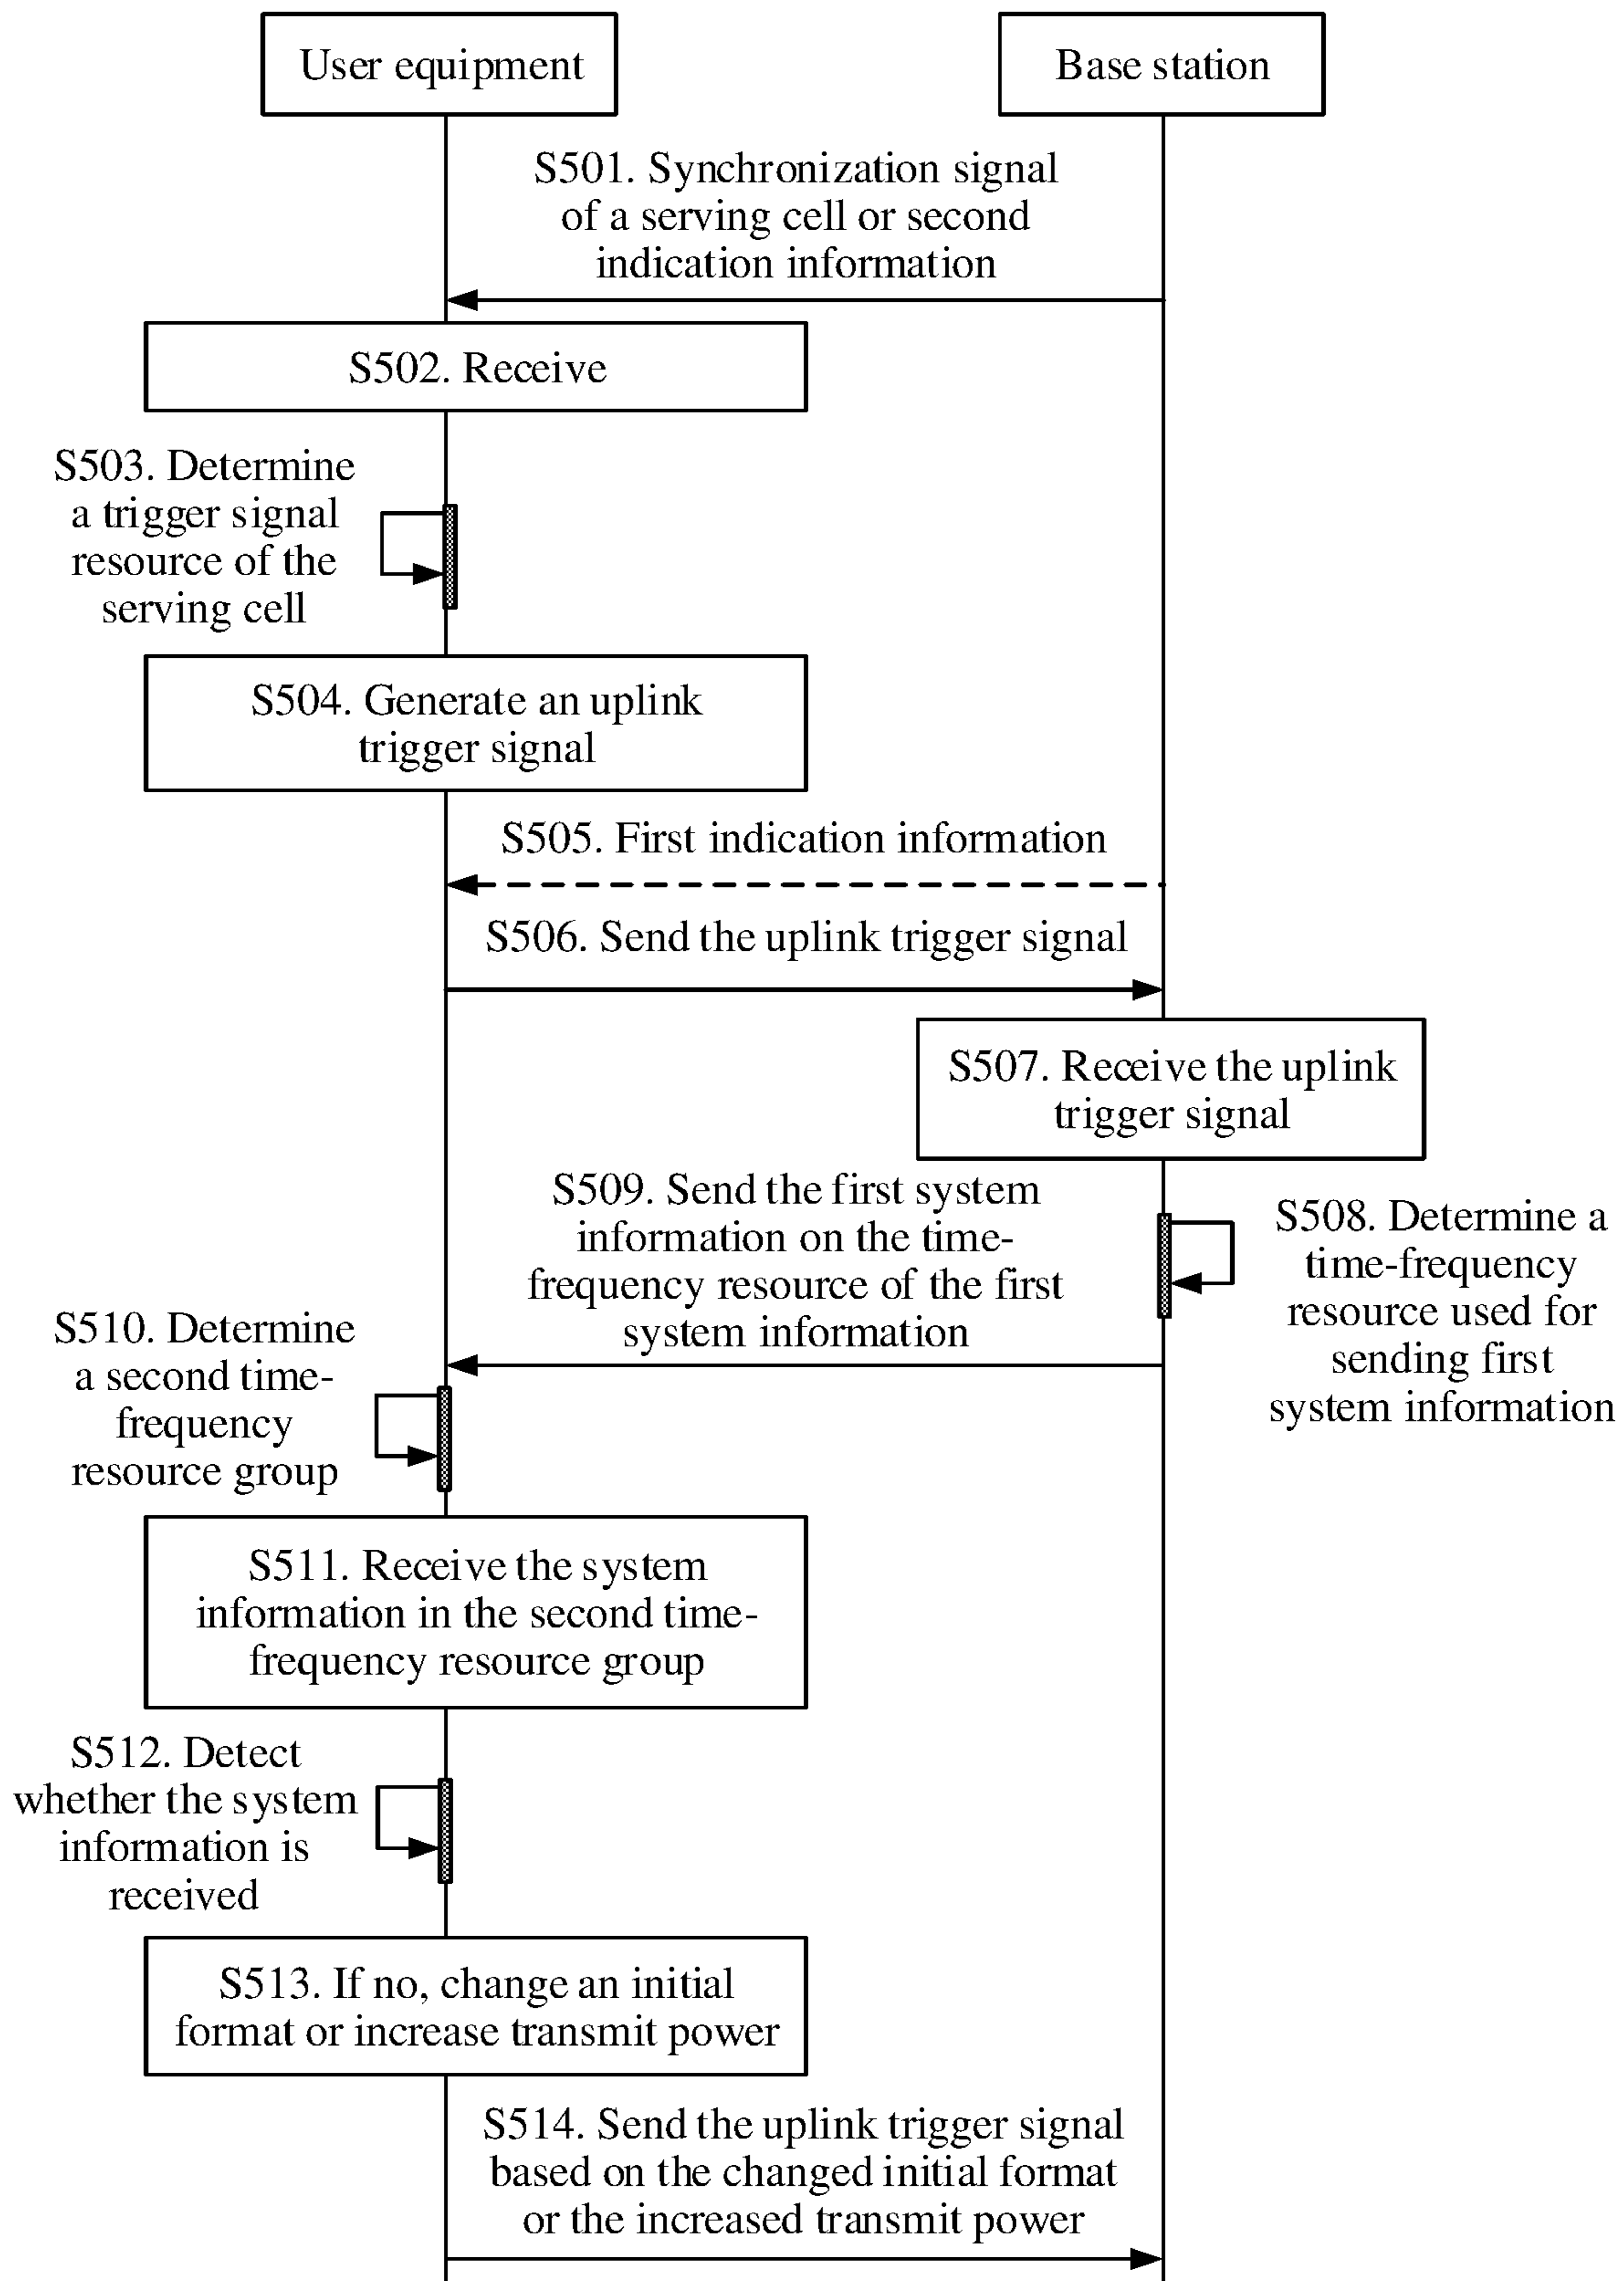 User equipment
Base station
S501. Synchronization signal
of a serving cell or second
indication information
S502. Receive
S503. Determine
a trigger signal
resource of the
serving cell
S504. Generate an uplink
trigger signal
S505. First indication information
S506. Send the uplink trigger signal
S507. Receive the uplink
trigger signal
S508. Determine a
time-frequency
resource used for
sending first
system information
S509. Send the first system
information on the time-
frequency resource of the first
system information
S510. Determine
a second time-
frequency
resource group
S511. Receive the system
information in the second time-
frequency resource group
S512. Detect
whether the system
information is
received
S513. If no, change an initial
format or increase transmit power
S514. Send the uplink trigger signal
based on the changed initial format
or the increased transmit power